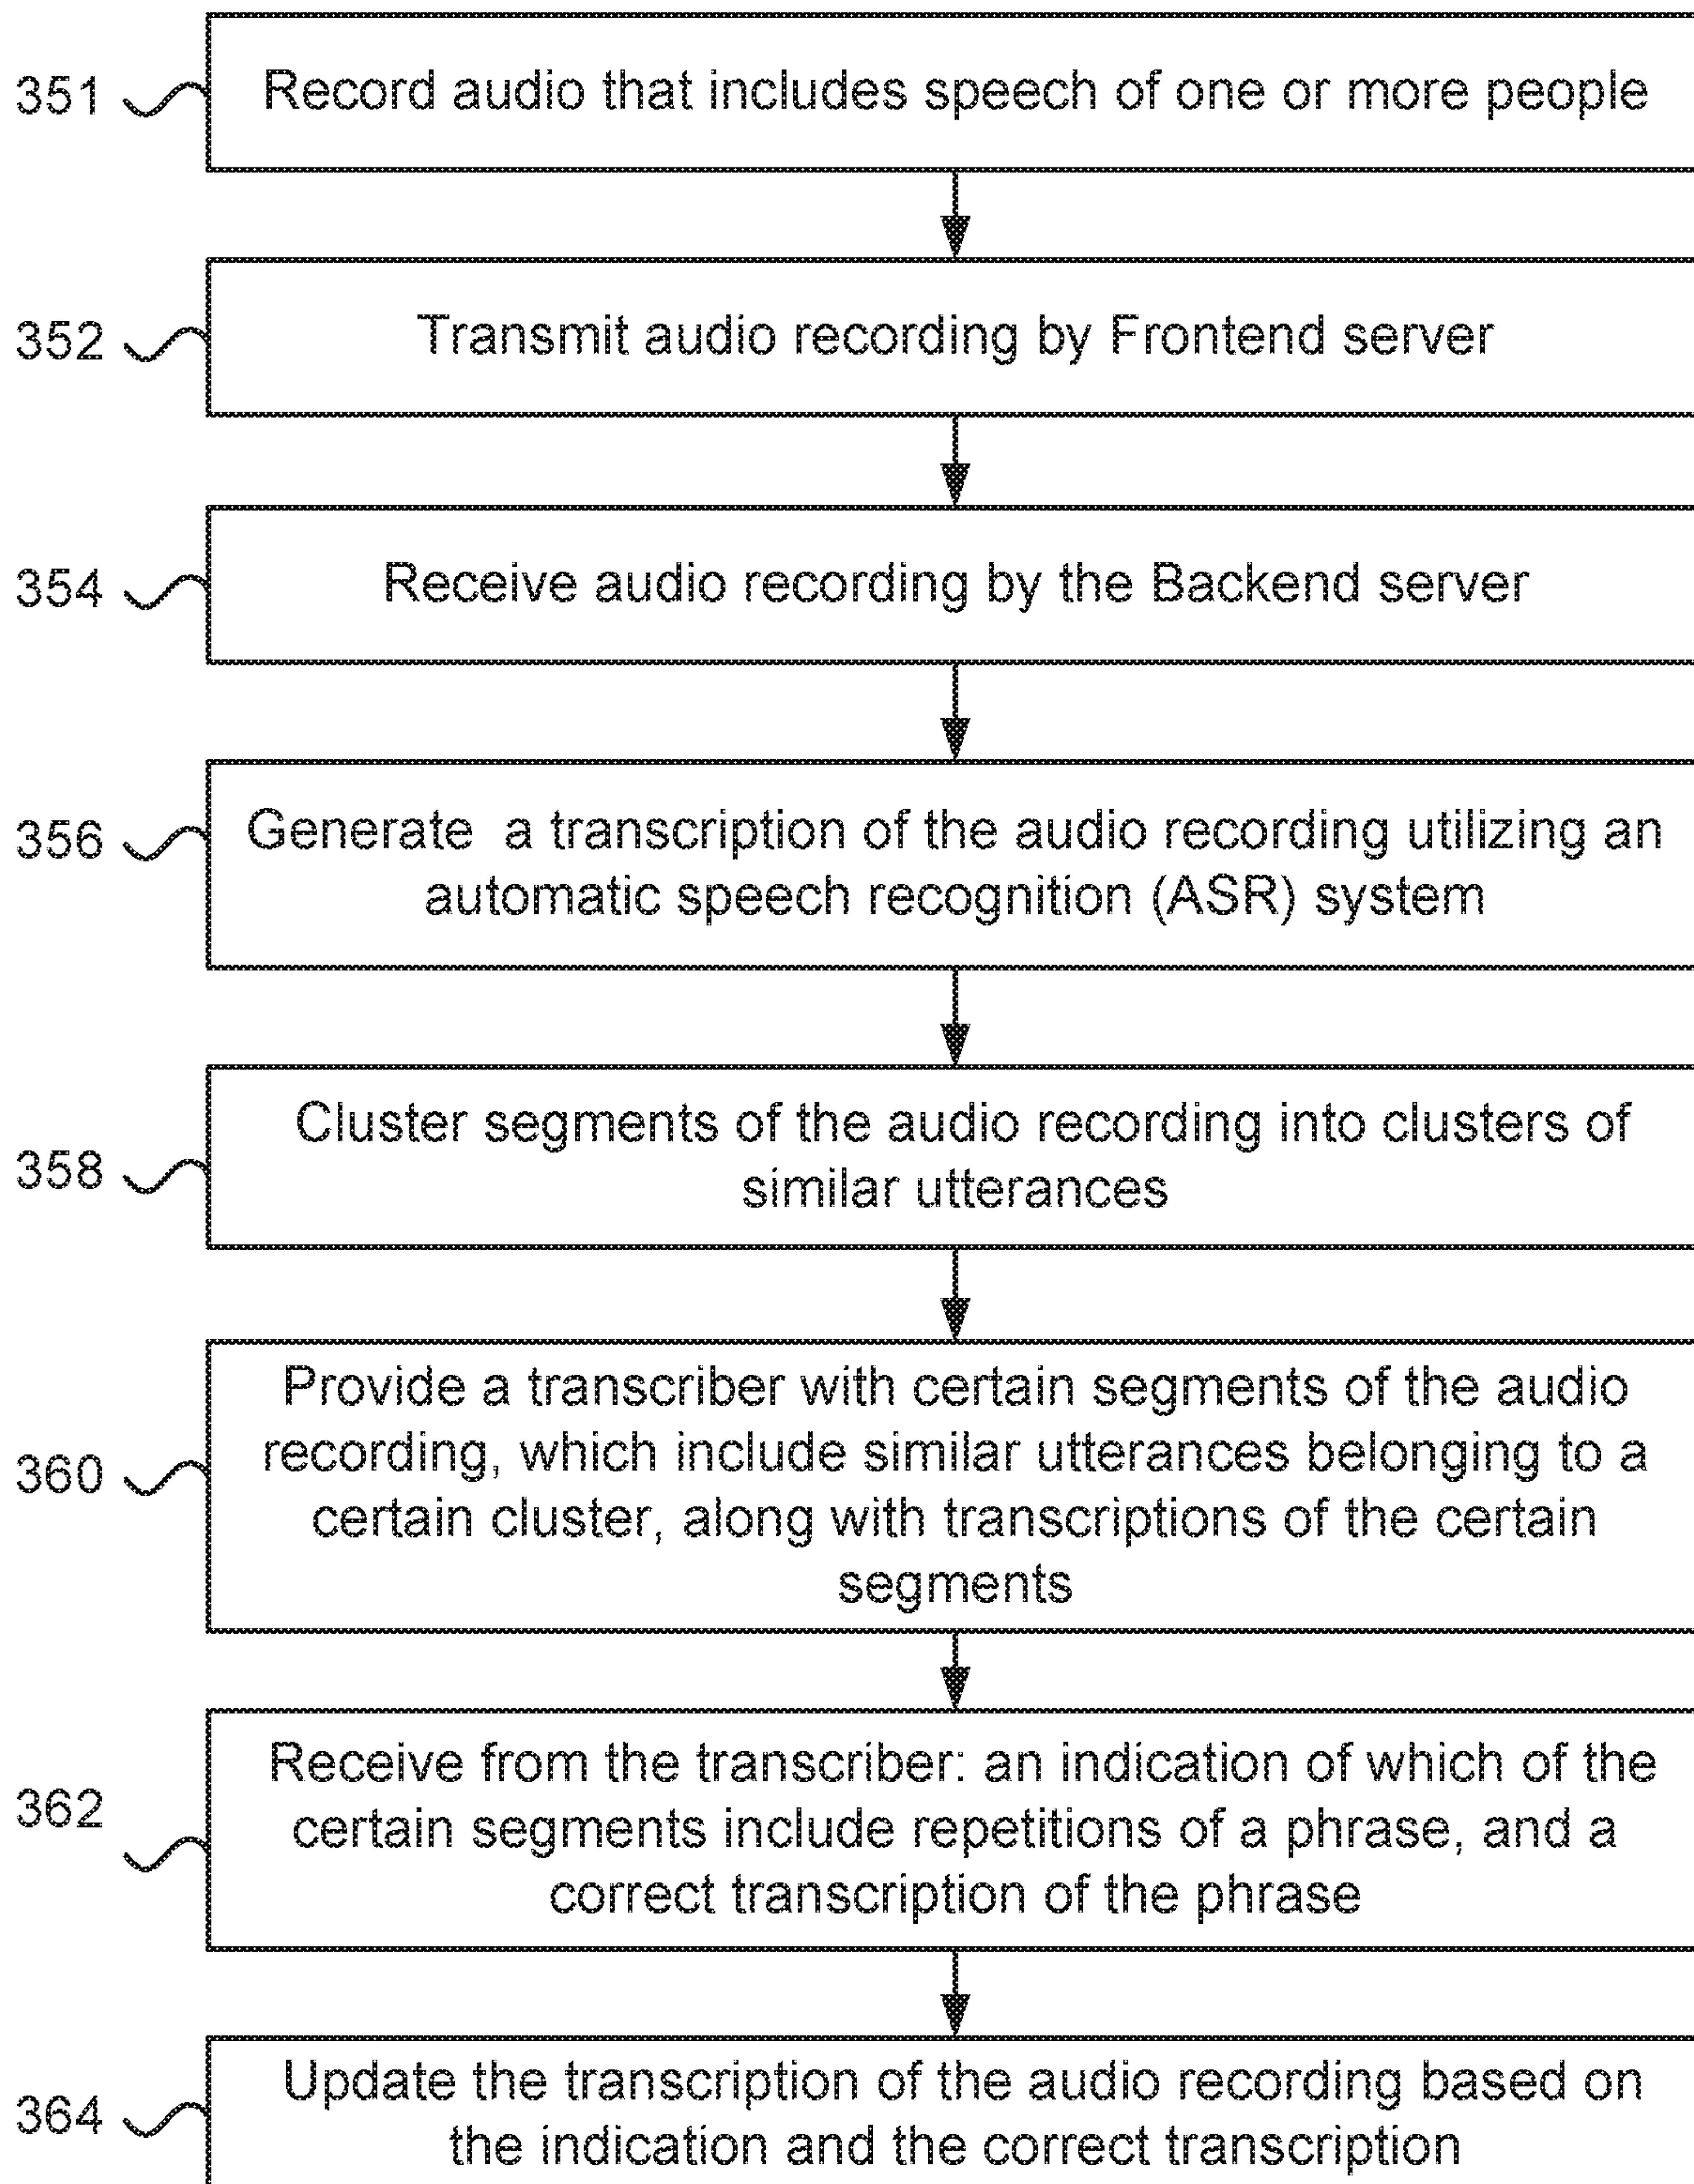 351
Record audio that includes speech of one or more people
352
Transmit audio recording by Frontend server
354
Receive audio recording by the Backend server
356
Generate a transcription of the audio recording utilizing an
automatic speech recognition (ASR) system
358
Cluster segments of the audio recording into clusters of
similar utterances
360
Provide a transcriber with certain segments of the audio
recording, which include similar utterances belonging to a
certain cluster, along with transcriptions of the certain
segments
362
Receive from the transcriber: an indication of which of the
certain segments include repetitions of a phrase, and a
correct transcription of the phrase
364
Update the transcription of the audio recording based on
the indication and the correct transcription